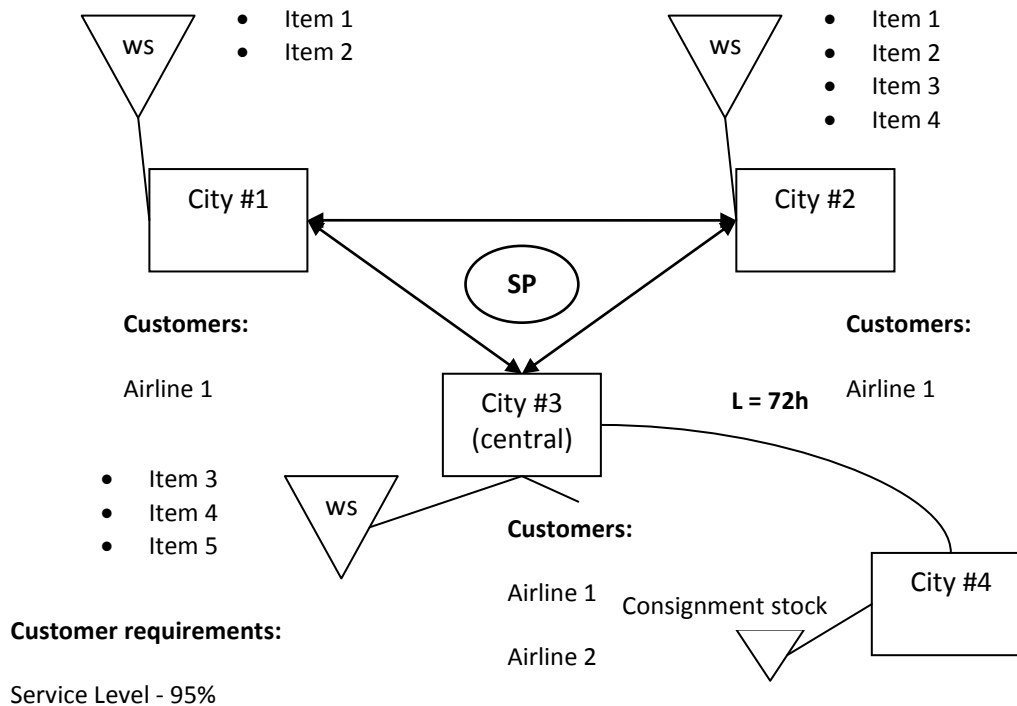 WS
• Item 1
• Item 2
WS
• Item 1
• Item 2
• Item 3
• Item 4
City #1
City #2
SP
Customers:
Airline 1
Customers:
Airline 1
City #3
(central)
L = 72h
• Item 3
• Item 4
• Item 5
WS
Customers:
Airline 1
Airline 2
Consignment stock
City #4
Customer requirements:
Service Level - 95%